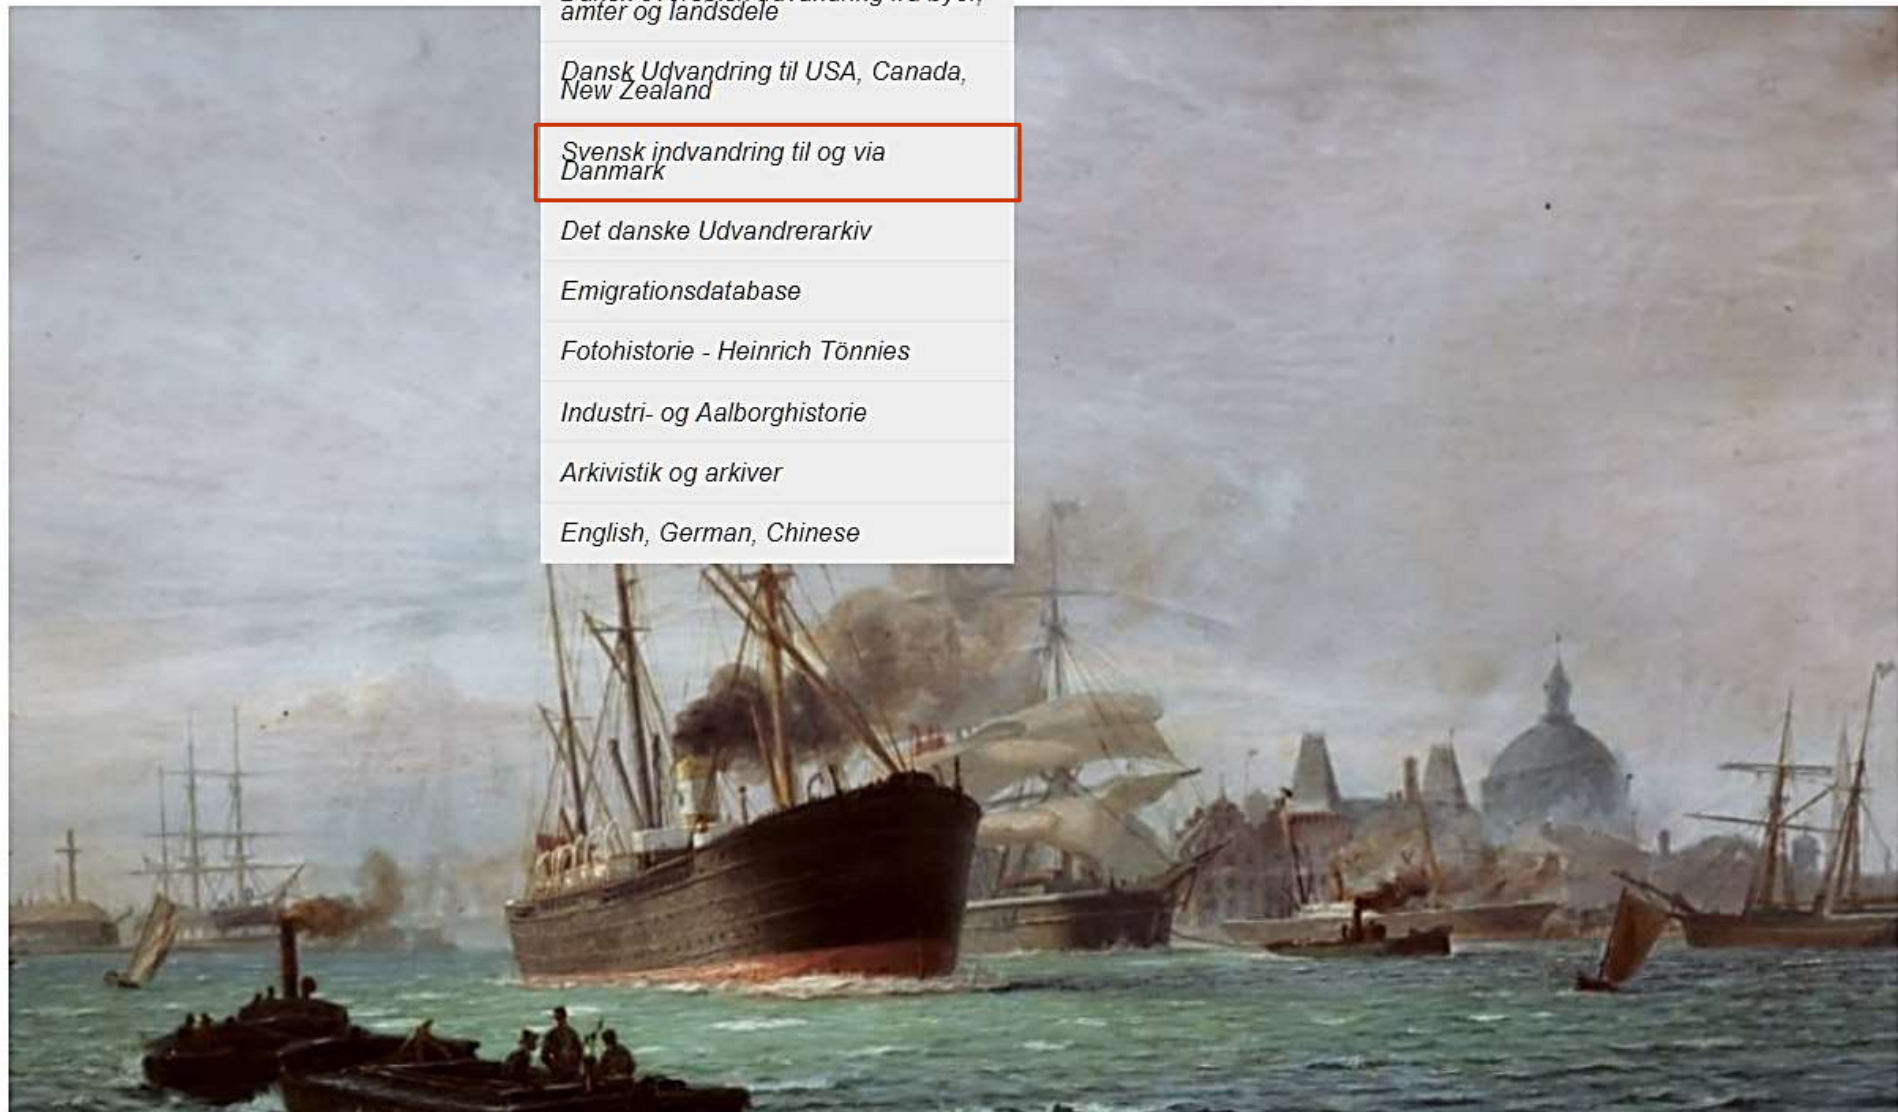 amter og landsdele
Dansk Udvandring til USA, Canada,
New Zealand
Svensk indvandring til og via
Danmark
Det danske Udvandrerarkiv
Emigrationsdatabase
Fotohistorie - Heinrich Tönnies
Industri- og Aalborghistorie
Arkivistik og arkiver
English, German, Chinese